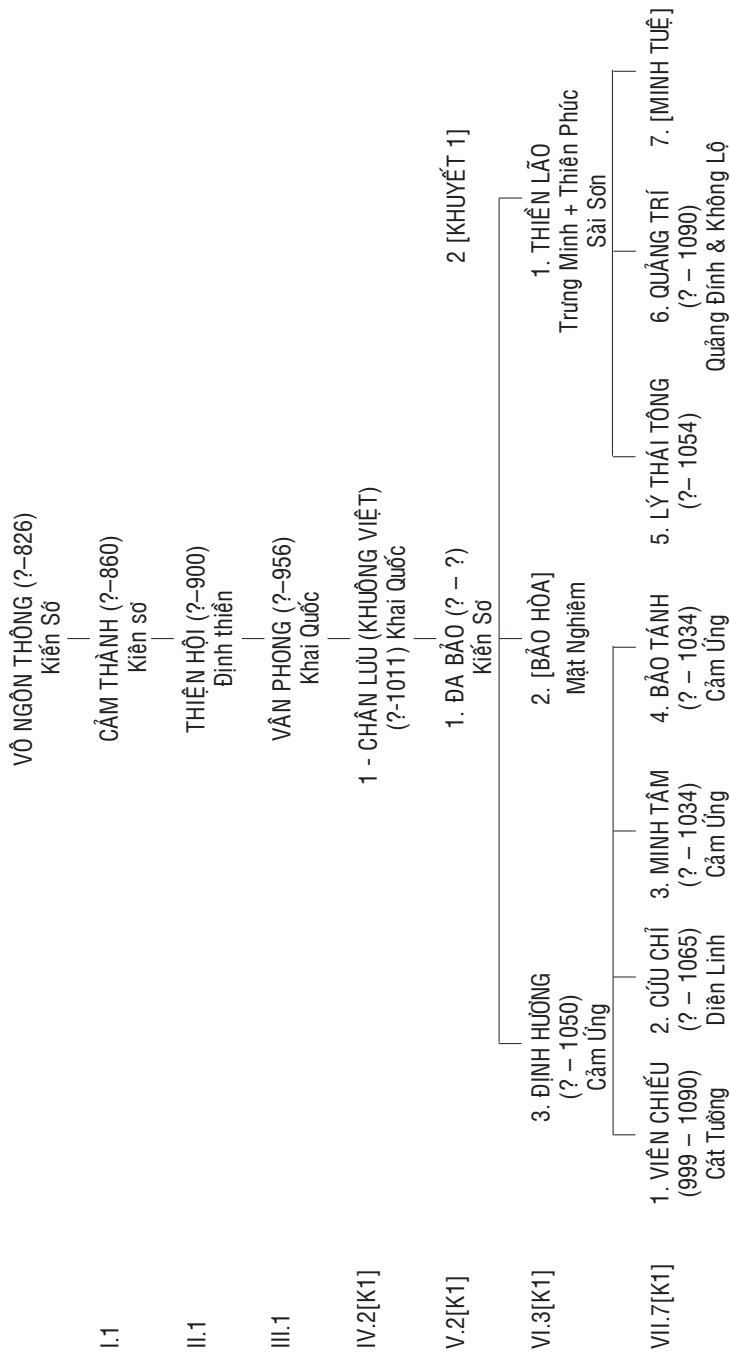 VÔ NGÔN THÔNG (?–826)
Kiến Sớ
I.1
CẢM THÀNH (?–860)
Kiên sơ
II.1
THIỆN HỘI (?–900)
Định thiền
III.1
VÂN PHONG (?–956)
Khai Quốc
IV.2[K1]
1 - CHÂN LƯU (KHUÔNG VIỆT)
(?-1011) Khai Quốc
V.2[K1]
1. ĐA BẢO (? – ?)
Kiến Sơ
2 [KHUYẾT 1]
VI.3[K1]
3. ĐỊNH HƯƠNG
(? – 1050)
Cảm Ứng
2. [BẢO HÒA]
Mật Nghiêm
1. THIỀN LÃO
Trưng Minh + Thiên Phúc
Sài Sơn
VII.7[K1]
1. VIÊN CHIẾU
(999 – 1090)
Cát Tường
2. CỨU CHỈ
(? – 1065)
Diên Linh
3. MINH TÂM
(? – 1034)
Cảm Ứng
4. BẢO TÁNH
(? – 1034)
Cảm Ứng
5. LÝ THÁI TÔNG
(?– 1054)
6. QUẢNG TRÍ
(? – 1090)
Quảng Đính & Không Lộ
7. [MINH TUỆ]